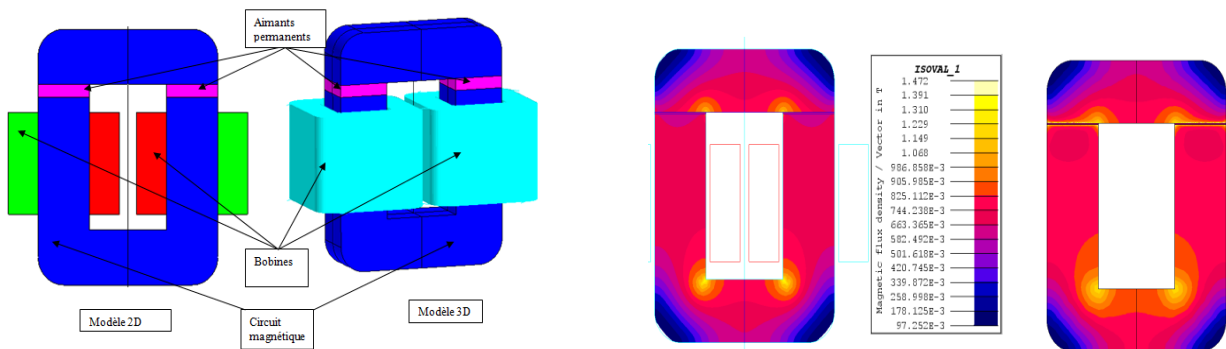 Aimants
permanents
Bobines
Modèle 2D
Circuit
magnétique
Modèle 3D
ISOVAL_1
Magnetic flux density / Vector in T
1.472
1.391
1.310
1.229
1.149
1.068
986.858E-3
905.985E-3
825.112E-3
744.238E-3
663.365E-3
582.492E-3
501.618E-3
420.745E-3
339.872E-3
258.998E-3
178.125E-3
97.252E-3